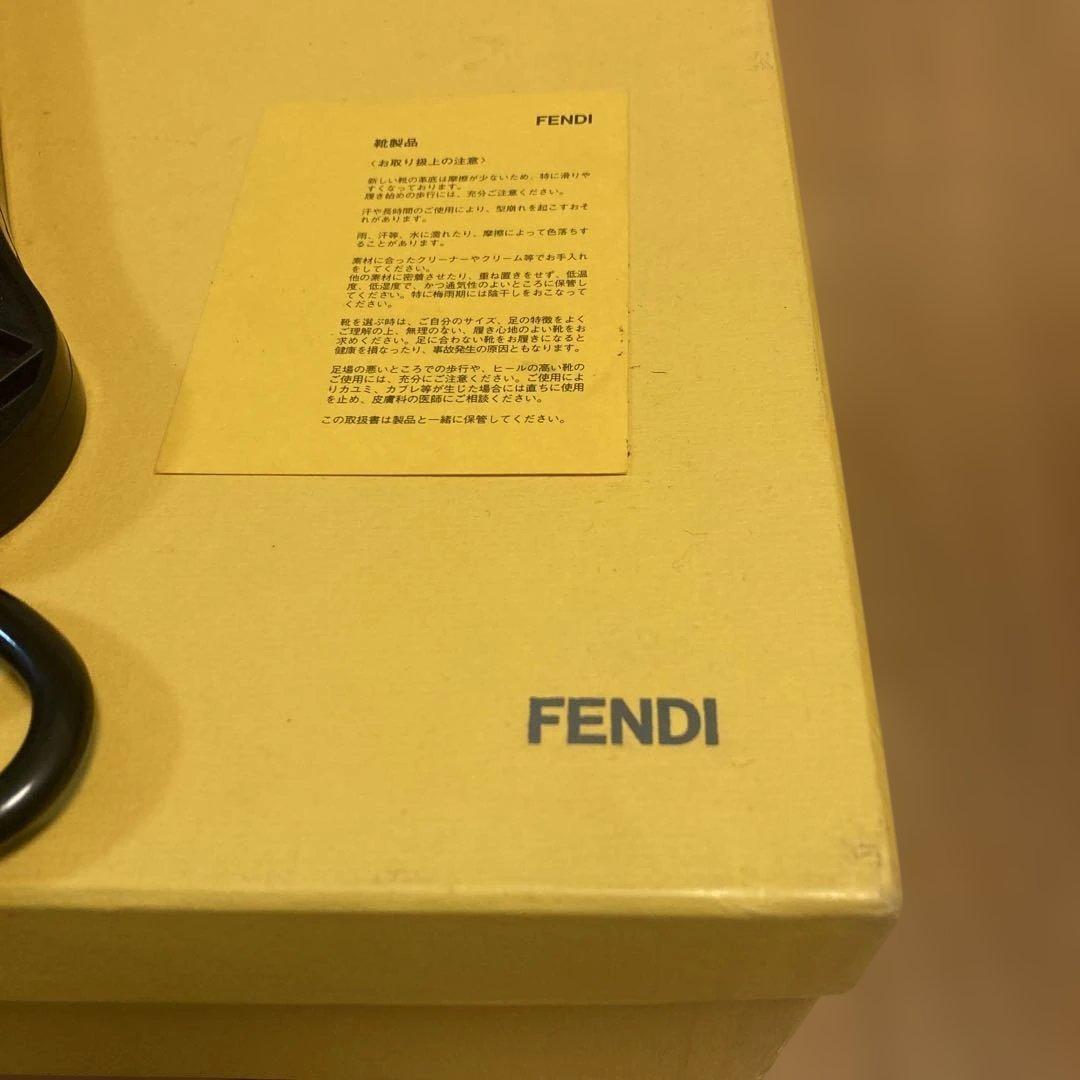 FENDI
靴製品
〈お取り扱上の注意〉
新しい靴の革底は摩擦が少ないため、特に滑りや
すくなっております。
履き始めの歩行には、充分ご注意ください。
汗や長時間のご使用により、型崩れを起こすおそ
れがあります。
雨、汗等、水に濡れたり、摩擦によって色落ちす
ることがあります。
素材に合ったクリーナーやクリーム等でお手入れ
をしてください。
他の素材に密着させたり、重ね置きをせず、低温
度、低湿度で、かつ通気性のよいところに保管し
てください。特に梅雨期には陰干しをおこなって
ください。
靴を選ぶ時は、ご自分のサイズ、足の特徴をよく
ご理解の上、無理のない、履き心地のよい靴をお
求めください。足に合わない靴をお履きになると
健康を損なったり、事故発生の原因ともなります。
足場の悪いところでの歩行や、ヒールの高い靴の
ご使用には、充分にご注意ください。ご使用によ
りカユミ、カブレ等が生じた場合には直ちに使用
を止め、皮膚科の医師にご相談ください。
この取扱書は製品と一緒に保管してください。
FENDI